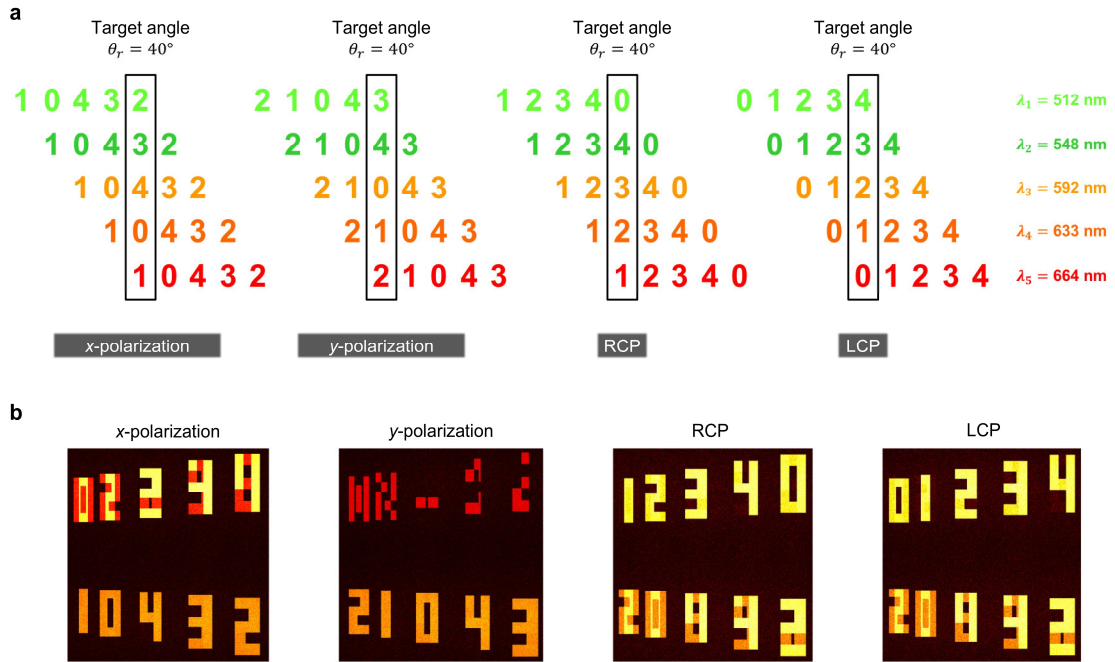 a
Target angle Target angle Target angle Target angle
θr = 40° θr = 40° θr = 40° θr = 40°
1 0 4 3 2 2 1 0 4 3 1 2 3 4 0 0 1 2 3 4 λ1 = 512 nm
1 0 4 3 2 2 1 0 4 3 1 2 3 4 0 0 1 2 3 4 λ2 = 548 nm
1 0 4 3 2 2 1 0 4 3 1 2 3 4 0 0 1 2 3 4 λ3 = 592 nm
1 0 4 3 2 2 1 0 4 3 1 2 3 4 0 0 1 2 3 4 λ4 = 633 nm
1 0 4 3 2 2 1 0 4 3 1 2 3 4 0 0 1 2 3 4 λ5 = 664 nm
x-polarization y-polarization RCP LCP
b
x-polarization y-polarization RCP LCP
1 2 3 4 0 0 1 2 3 4
1 0 4 3 2 2 1 0 4 3